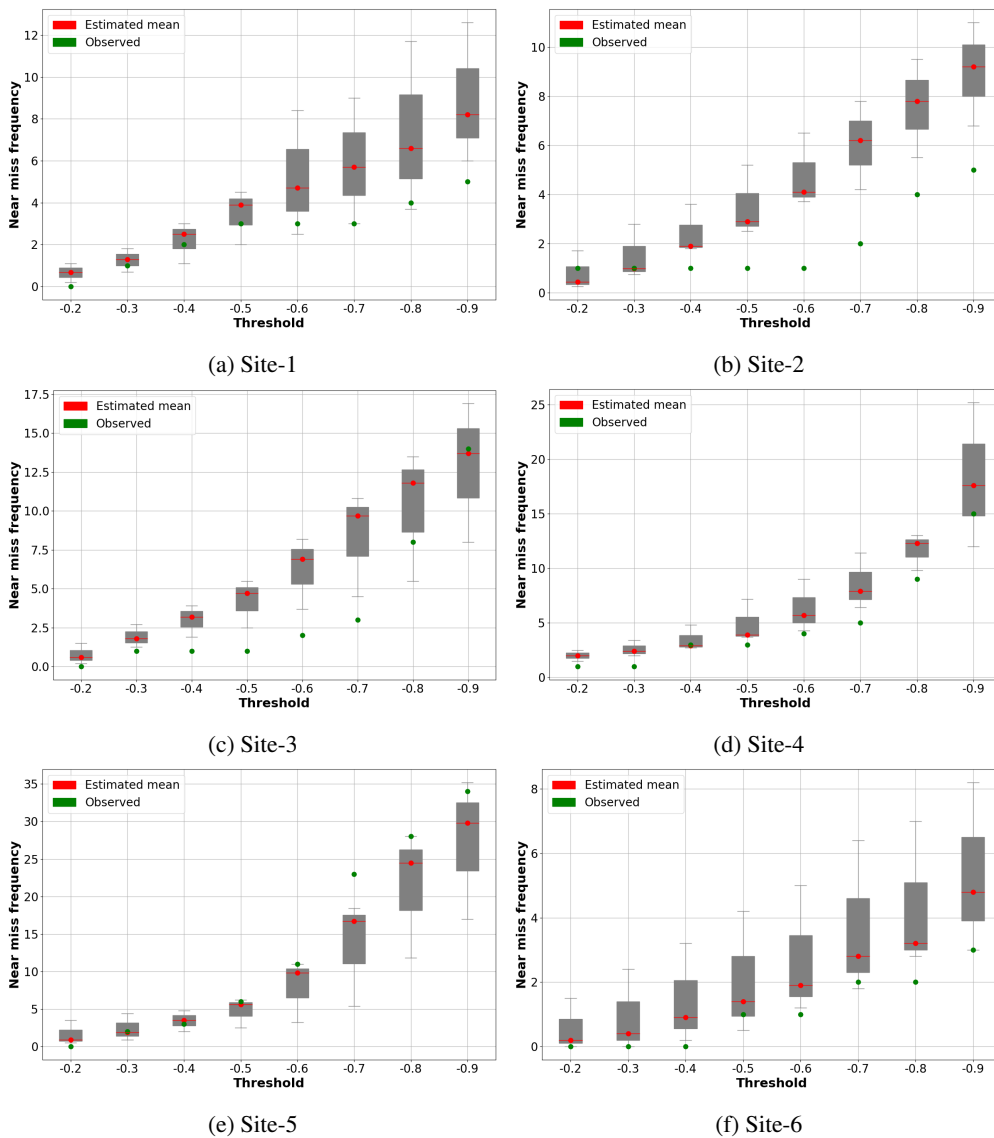 Estimated mean
Observed
Near miss frequency
12
10
8
6
4
2
0
-0.2 -0.3 -0.4 -0.5 -0.6 -0.7 -0.8 -0.9
Threshold
(a) Site-1
Estimated mean
Observed
Near miss frequency
10
8
6
4
2
0
-0.2 -0.3 -0.4 -0.5 -0.6 -0.7 -0.8 -0.9
Threshold
(b) Site-2
Estimated mean
Observed
Near miss frequency
17.5
15.0
12.5
10.0
7.5
5.0
2.5
0.0
-0.2 -0.3 -0.4 -0.5 -0.6 -0.7 -0.8 -0.9
Threshold
(c) Site-3
Estimated mean
Observed
Near miss frequency
25
20
15
10
5
0
-0.2 -0.3 -0.4 -0.5 -0.6 -0.7 -0.8 -0.9
Threshold
(d) Site-4
Estimated mean
Observed
Near miss frequency
35
30
25
20
15
10
5
0
-0.2 -0.3 -0.4 -0.5 -0.6 -0.7 -0.8 -0.9
Threshold
(e) Site-5
Estimated mean
Observed
Near miss frequency
8
6
4
2
0
-0.2 -0.3 -0.4 -0.5 -0.6 -0.7 -0.8 -0.9
Threshold
(f) Site-6